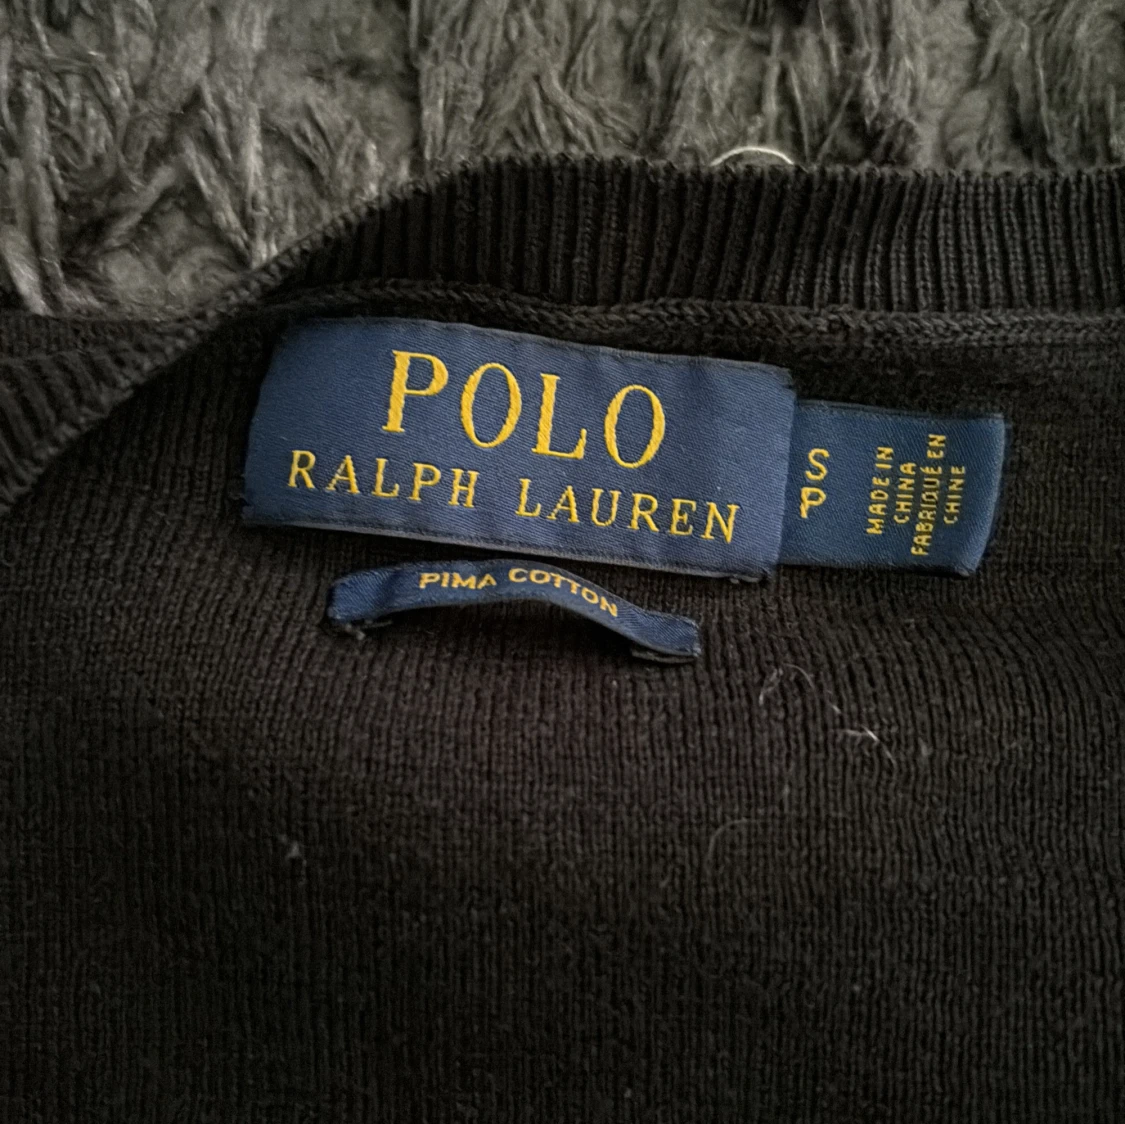 POLO
RALPH LAUREN
S
P
MADE IN
CHINA
FABRIQUÉ EN
CHINE
PIMA COTTON